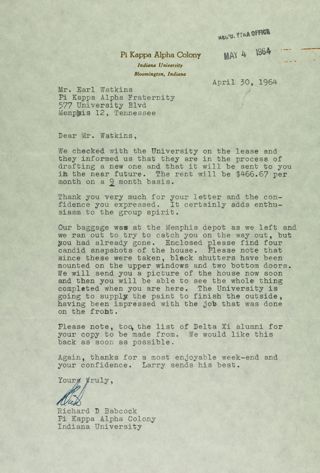 REC'D. ΠΚΑ OFFICE
MAY 4 1964
Pi Kappa Alpha Colony
Indiana University
Bloomington, Indiana
April 30, 1964
Mr. Earl Watkins
Pi Kappa Alpha Fraternity
577 University Blvd
Memphis 12, Tennessee
Dear Mr. Watkins,
We checked with the University on the lease and
they informed us that they are in the process of
drafting a new one and that it will be sent to you
in the near future. The rent will be $466.67 per
month on a 9 month basis.
Thank you very much for your letter and the con-
fidence you expressed. It certainly adds enthu-
siasm to the group spirit.
Our baggage was at the Memphis depot as we left and
we ran out to try to catch you on the way out, but
you had already gone. Enclosed please find four
candid snapshots of the house. Please note that
since these were taken, black shutters have been
mounted on the upper windows and two bottom doors.
We will send you a picture of the house now soon
and then you will be able to see the whole thing
completed when you are here. The University is
going to supply the paint to finish the outside,
having been impressed with the job that was done
on the front.
Please note, too, the list of Delta Xi alumni for
your copy to be made from. We would like this
back as soon as possible.
Again, thanks for a most enjoyable week-end and
your confidence. Larry sends his best.
Yours truly,
Richard D Babcock
Pi Kappa Alpha Colony
Indiana University